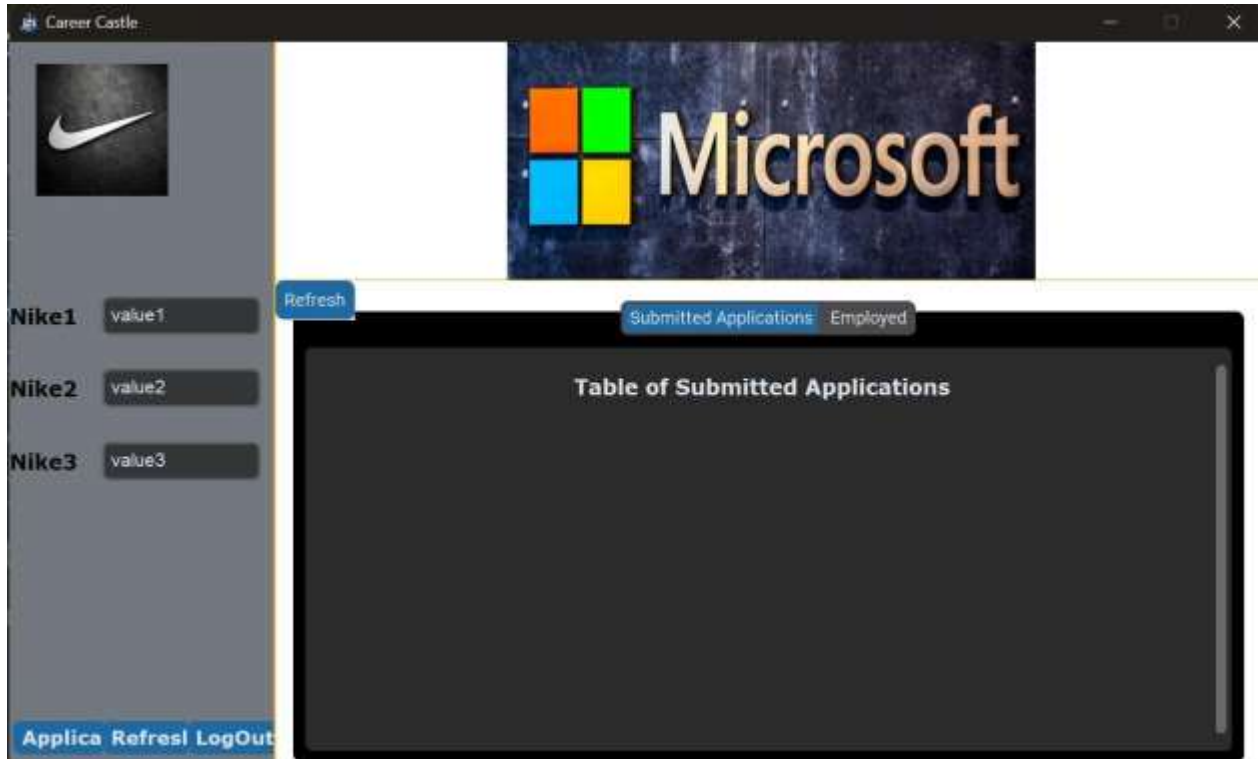 Career Castle
Microsoft
Nike1 value1
Nike2 value2
Nike3 value3
Refresh
Submitted Applications Employed
Table of Submitted Applications
Applica Refresl LogOut